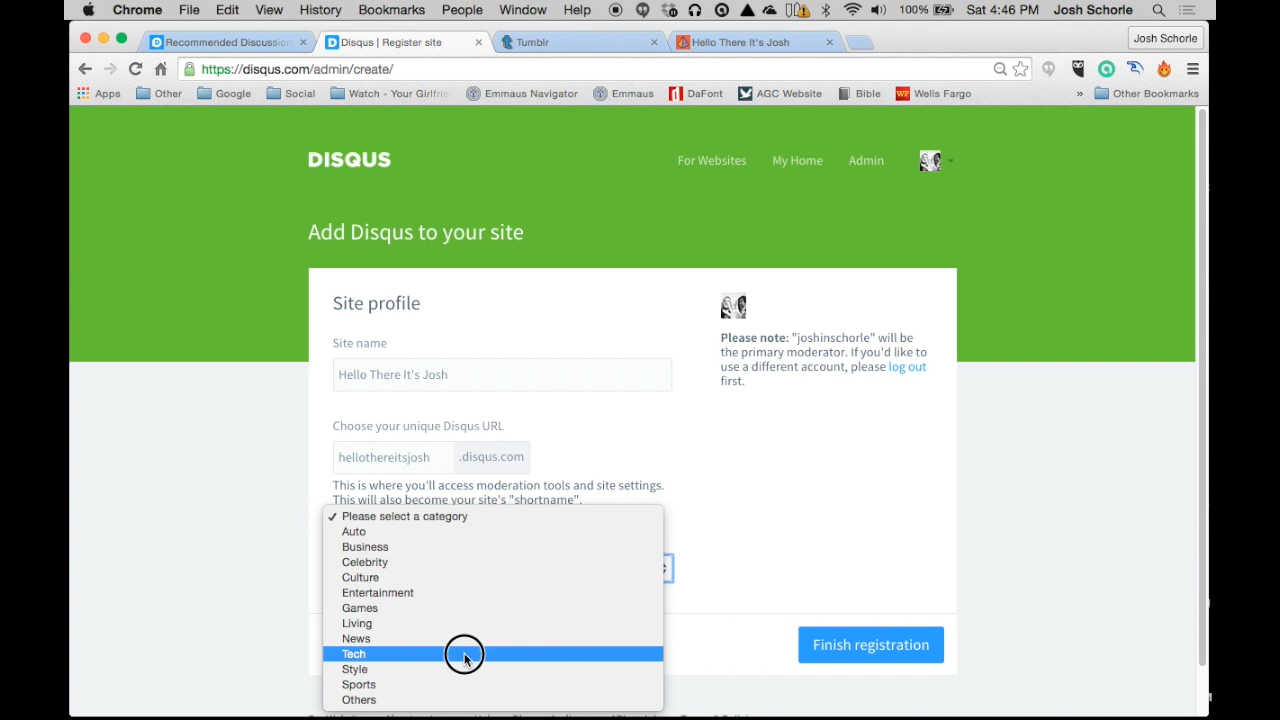 Chrome File Edit View History Bookmarks People Window Help 100% Sat 4:46 PM Josh Schorle
Recommended Discussion Disqus | Register site Tumblr Hello There It's Josh Josh Schorle
https://disqus.com/admin/create/
Apps Other Google Social Watch - Your Girlfri Emmaus Navigator Emmaus DaFont AGC Website Bible Wells Fargo » Other Bookmarks
DISQUS For Websites My Home Admin
Add Disqus to your site
Site profile
Site name
Hello There It's Josh
Please note: "joshinschorle" will be
the primary moderator. If you'd like to
use a different account, please log out
first.
Choose your unique Disqus URL
hellothereitsjosh .disqus.com
This is where you'll access moderation tools and site settings.
This will also become your site's "shortname".
✓ Please select a category
Auto
Business
Celebrity
Culture
Entertainment
Games
Living
News
Tech
Style
Sports
Others
Finish registration